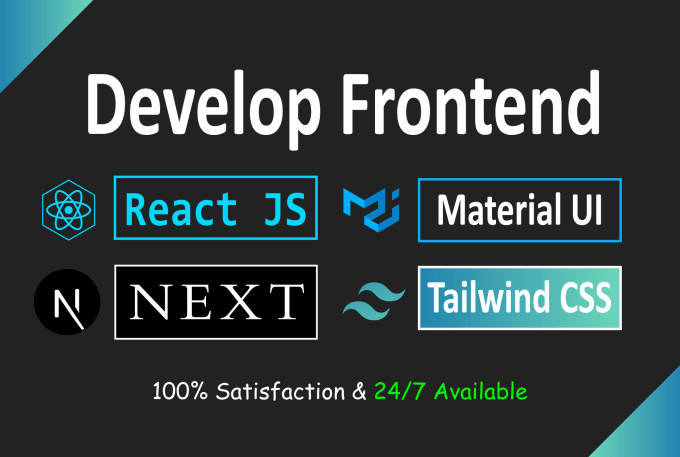 Develop Frontend
React JS
Material UI
NEXT
Tailwind CSS
100% Satisfaction & 24/7 Available